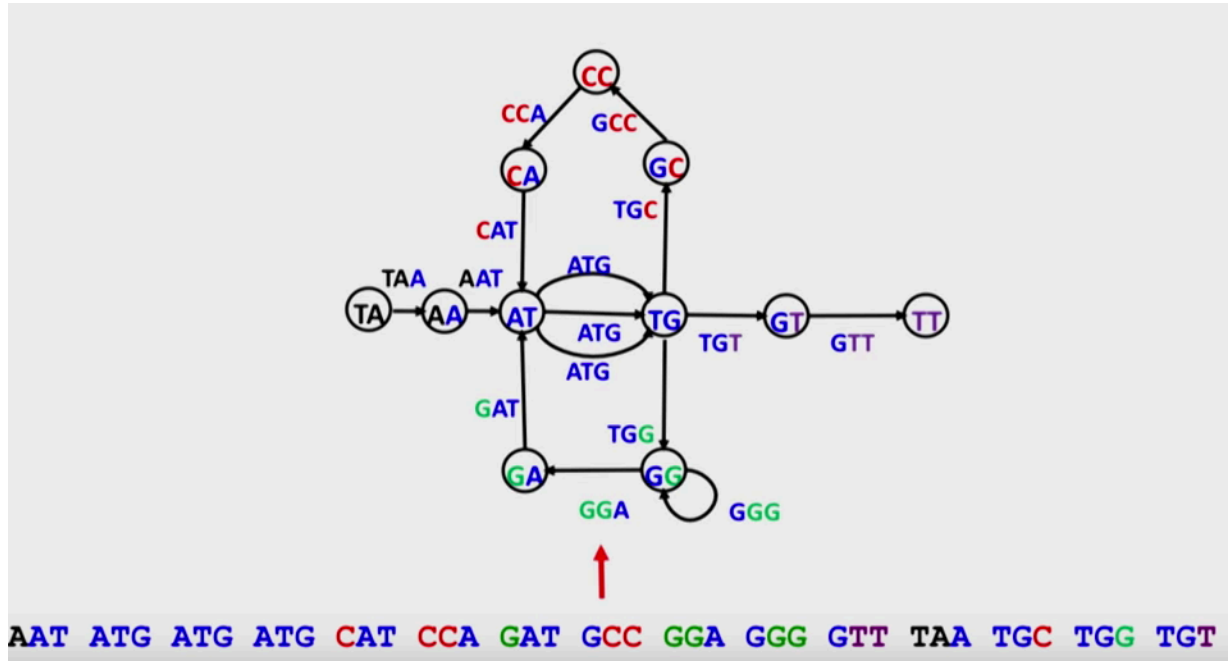 CC
CCA
GCC
CA
GC
TGC
CAT
TAA AAT ATG
TA AA AT TG GT TT
ATG TGT GTT
ATG
GAT
TGG
GA GG
GGA GGG
AAT ATG ATG ATG CAT CCA GAT GCC GGA GGG GTT TAA TGC TGG TGT